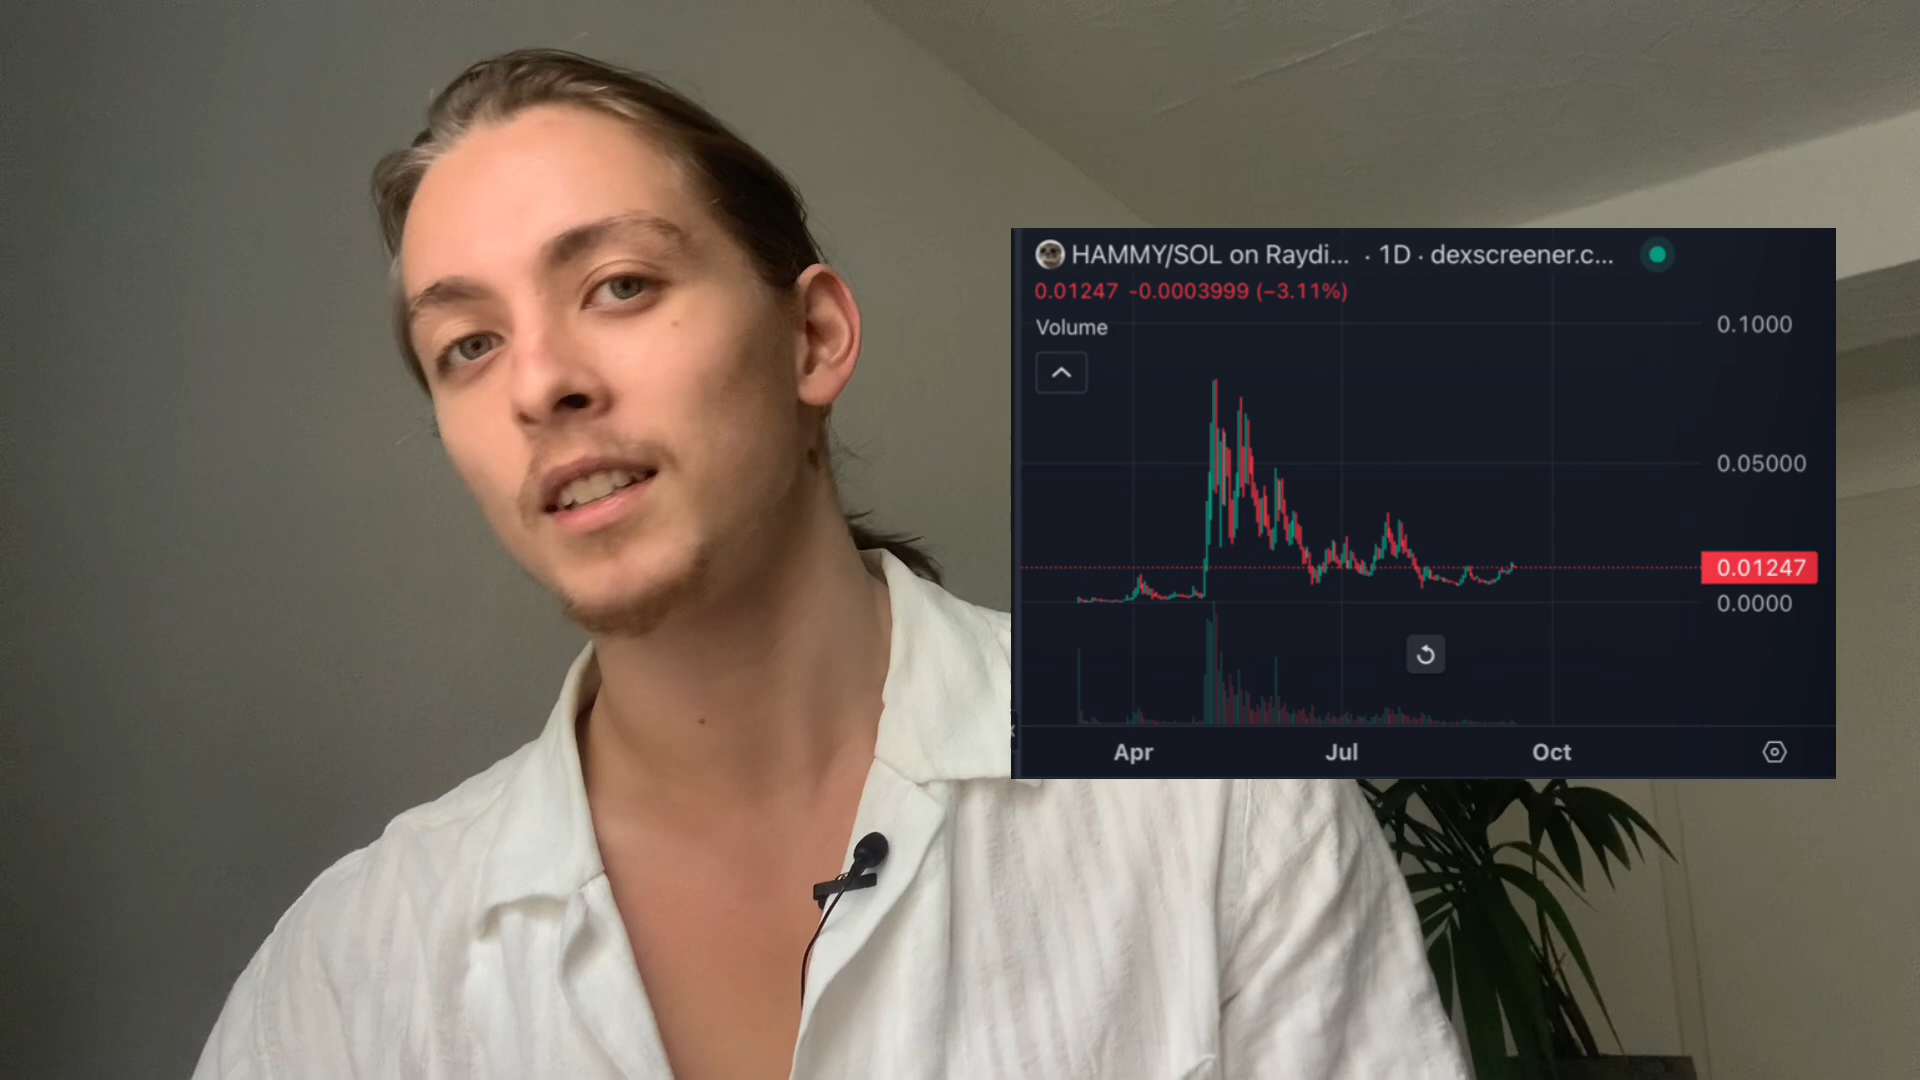 HAMMY/SOL on Raydi... · 1D · dexscreener.c...
0.01247 -0.0003999 (−3.11%)
Volume
0.1000
0.05000
0.01247
0.0000
Apr Jul Oct